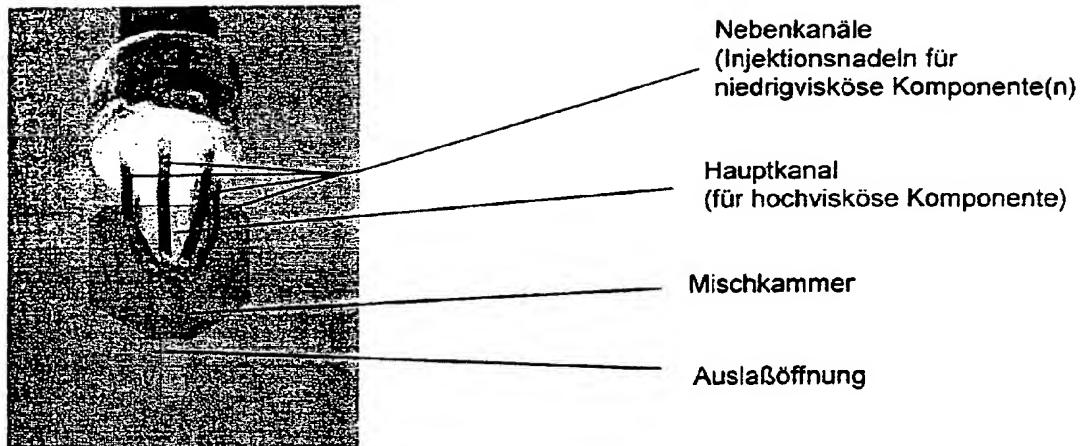 Nebenkanäle
(Injektionsnadeln für
niedrigvisköse Komponente(n)
Hauptkanal
(für hochvisköse Komponente)
Mischkammer
Auslaßöffnung